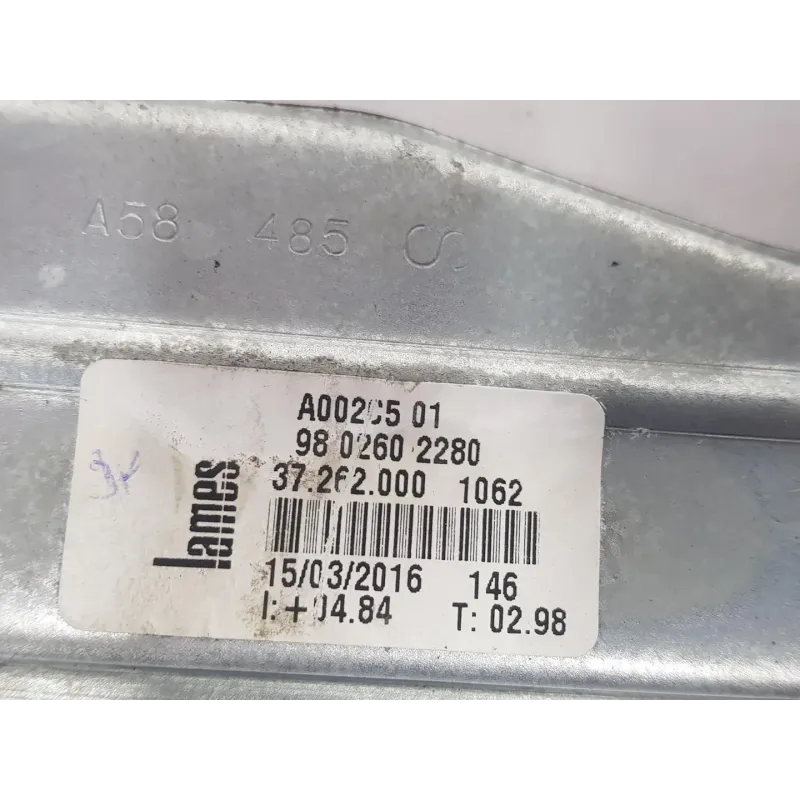 A58 485 S
A002C5 01
98 0260 2280
37.262.000 1062
lames
15/03/2016 146
I:+04.84 T: 02.98